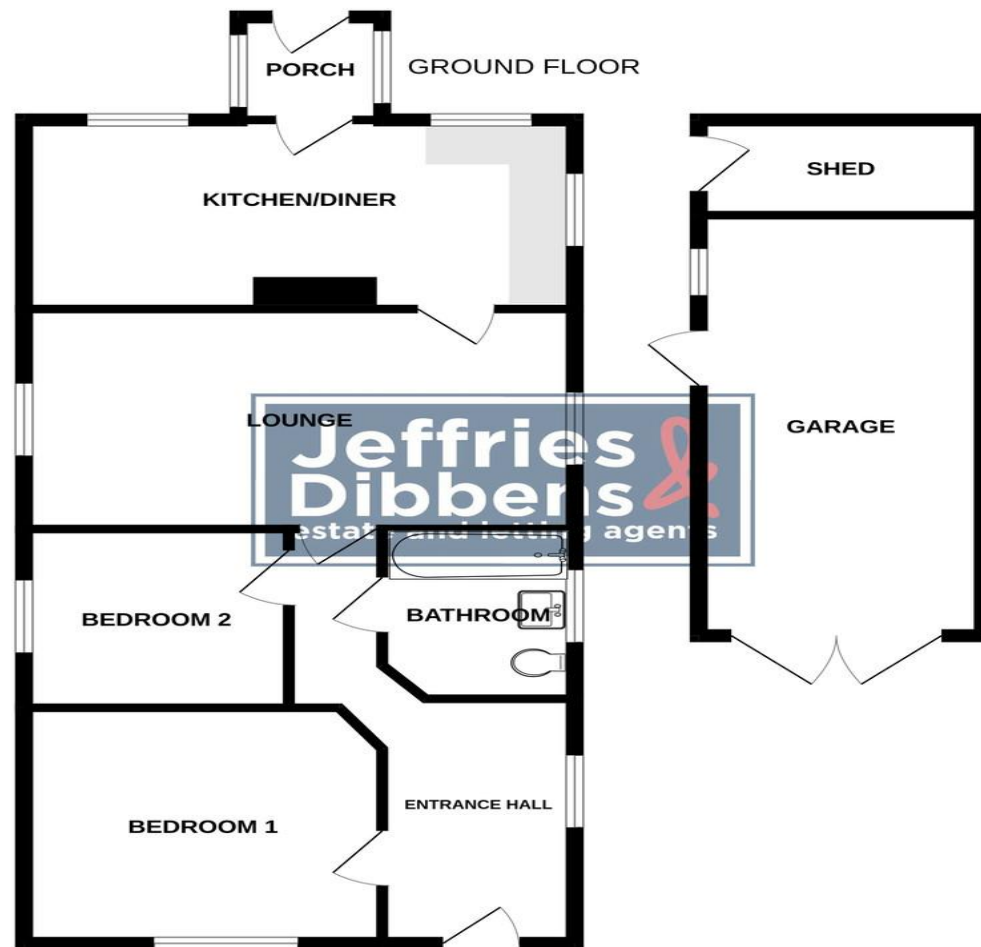 PORCH
GROUND FLOOR
KITCHEN/DINER
SHED
LOUNGE
GARAGE
Jeffries &
Dibbens
estate and letting agents
BEDROOM 2
BATHROOM
BEDROOM 1
ENTRANCE HALL